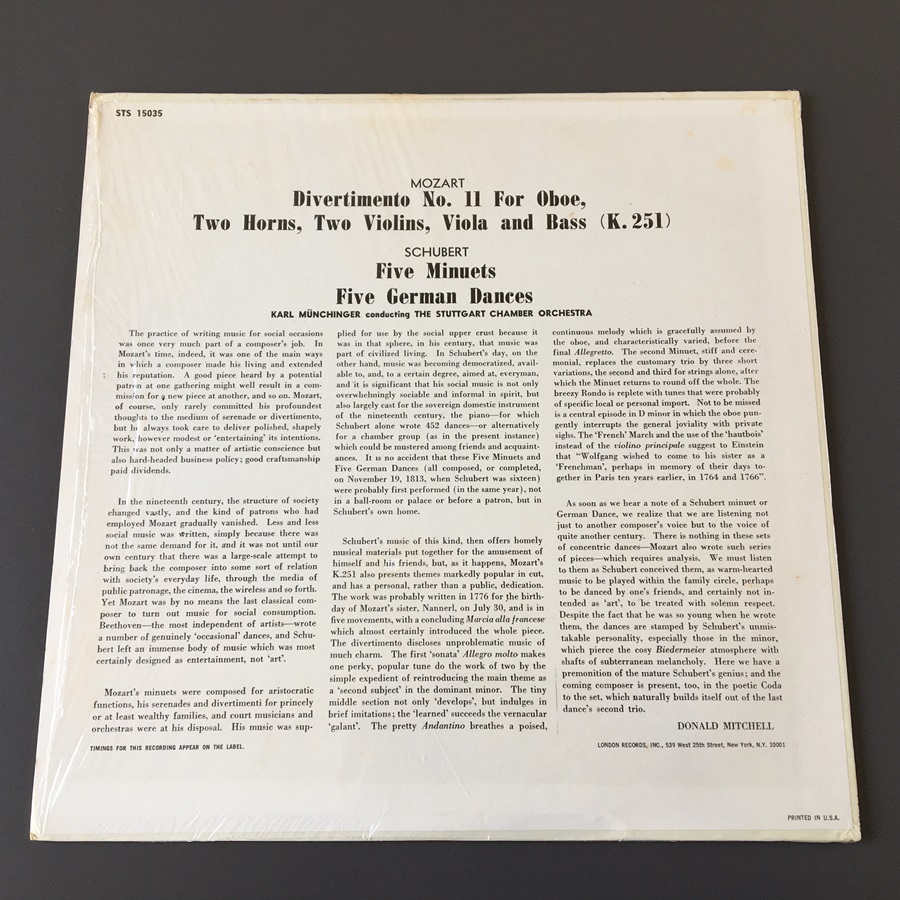 STS 15035
MOZART
Divertimento No. 11 For Oboe,
Two Horns, Two Violins, Viola and Bass (K. 251)
SCHUBERT
Five Minuets
Five German Dances
KARL MÜNCHINGER conducting THE STUTTGART CHAMBER ORCHESTRA
The practice of writing music for social occasions
was once very much part of a composer's job. In
Mozart's time, indeed, it was one of the main ways
in which a composer made his living and extended
his reputation. A good piece heard by a potential
patron at one gathering might well result in a com-
mission for a new piece at another, and so on. Mozart,
of course, only rarely committed his profoundest
thoughts to the medium of serenade or divertimento,
but he always took care to deliver polished, shapely
work, however modest or 'entertaining' its intentions.
This was not only a matter of artistic conscience but
also hard-headed business policy; good craftsmanship
paid dividends.
In the nineteenth century, the structure of society
changed vastly, and the kind of patrons who had
employed Mozart gradually vanished. Less and less
social music was written, simply because there was
not the same demand for it, and it was not until our
own century that there was a large-scale attempt to
bring back the composer into some sort of relation
with society's everyday life, through the media of
public patronage, the cinema, the wireless and so forth.
Yet Mozart was by no means the last classical com-
poser to turn out music for social consumption.
Beethoven—the most independent of artists—wrote
a number of genuinely 'occasional' dances, and Schu-
bert left an immense body of music which was most
certainly designed as entertainment, not 'art'.
Mozart's minuets were composed for aristocratic
functions, his serenades and divertimenti for princely
or at least wealthy families, and court musicians and
orchestras were at his disposal. His music was sup-
plied for use by the social upper crust because it
was in that sphere, in his century, that music was
part of civilized living. In Schubert's day, on the
other hand, music was becoming democratized, avail-
able to, and, to a certain degree, aimed at, everyman,
and it is significant that his social music is not only
overwhelmingly sociable and informal in spirit, but
also largely cast for the sovereign domestic instrument
of the nineteenth century, the piano—for which
Schubert alone wrote 452 dances—or alternatively
for a chamber group (as in the present instance)
which could be mustered among friends and acquaint-
ances. It is no accident that these Five Minuets and
Five German Dances (all composed, or completed,
on November 19, 1813, when Schubert was sixteen)
were probably first performed (in the same year), not
in a ball-room or palace or before a patron, but in
Schubert's own home.
Schubert's music of this kind, then offers homely
musical materials put together for the amusement of
himself and his friends, but, as it happens, Mozart's
K.251 also presents themes markedly popular in cut,
and has a personal, rather than a public, dedication.
The work was probably written in 1776 for the birth-
day of Mozart's sister, Nannerl, on July 30, and is in
five movements, with a concluding Marcia alla francese
which almost certainly introduced the whole piece.
The divertimento discloses unproblematic music of
much charm. The first 'sonata' Allegro molto makes
one perky, popular tune do the work of two by the
simple expedient of reintroducing the main theme as
a 'second subject' in the dominant minor. The tiny
middle section not only 'develops', but indulges in
brief imitations; the 'learned' succeeds the vernacular
'galant'. The pretty Andantino breathes a poised,
continuous melody which is gracefully assumed by
the oboe, and characteristically varied, before the
final Allegretto. The second Minuet, stiff and cere-
monial, replaces the customary trio by three short
variations, the second and third for strings alone, after
which the Minuet returns to round off the whole. The
breezy Rondo is replete with tunes that were probably
of specific local or personal import. Not to be missed
is a central episode in D minor in which the oboe pun-
gently interrupts the general joviality with private
sighs. The 'French' March and the use of the 'hautbois'
instead of the violino principale suggest to Einstein
that "Wolfgang wished to come to his sister as a
'Frenchman', perhaps in memory of their days to-
gether in Paris ten years earlier, in 1764 and 1766".
As soon as we hear a note of a Schubert minuet or
German Dance, we realize that we are listening not
just to another composer's voice but to the voice of
quite another century. There is nothing in these sets
of concentric dances—Mozart also wrote such series
of pieces—which requires analysis. We must listen
to them as Schubert conceived them, as warm-hearted
music to be played within the family circle, perhaps
to be danced by one's friends, and certainly not in-
tended as 'art', to be treated with solemn respect.
Despite the fact that he was so young when he wrote
them, the dances are stamped by Schubert's unmis-
takable personality, especially those in the minor,
which pierce the cosy Biedermeier atmosphere with
shafts of subterranean melancholy. Here we have a
premonition of the mature Schubert's genius; and the
coming composer is present, too, in the poetic Coda
to the set, which naturally builds itself out of the last
dance's second trio.
DONALD MITCHELL
TIMINGS FOR THIS RECORDING APPEAR ON THE LABEL.
LONDON RECORDS, INC., 539 West 25th Street, New York, N.Y. 10001
PRINTED IN U.S.A.